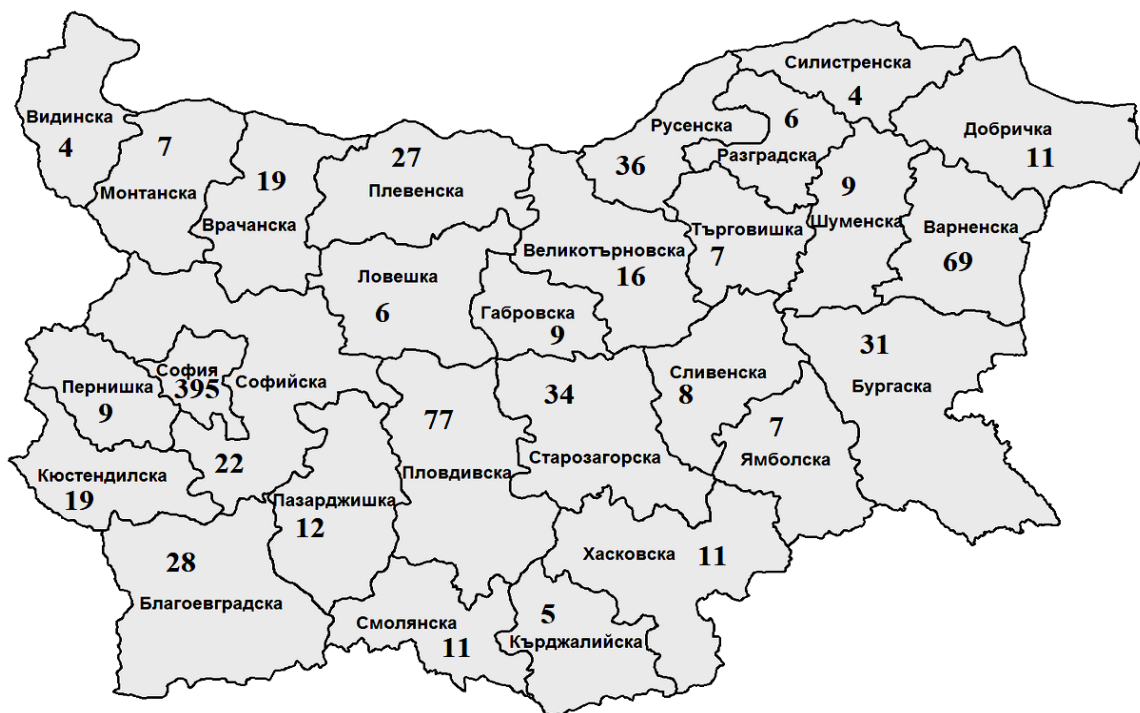 Силистренска
4
Видинска
4
7
Монтанска
19
Врачанска
27
Плевенска
Русенска
36
6
Разградска
Добричка
11
9
Шуменска
Варненска
69
Търговишка
7
Великотърновска
16
Ловешка
6
Габровска
9
31
Бургаска
София
395
Софийска
22
Пернишка
9
Сливенска
8
34
Старозагорска
77
Пловдивска
7
Ямболска
Кюстендилска
19
Пазарджишка
12
28
Благоевградска
Хасковска
11
Смолянска
11
5
Кърджалийска